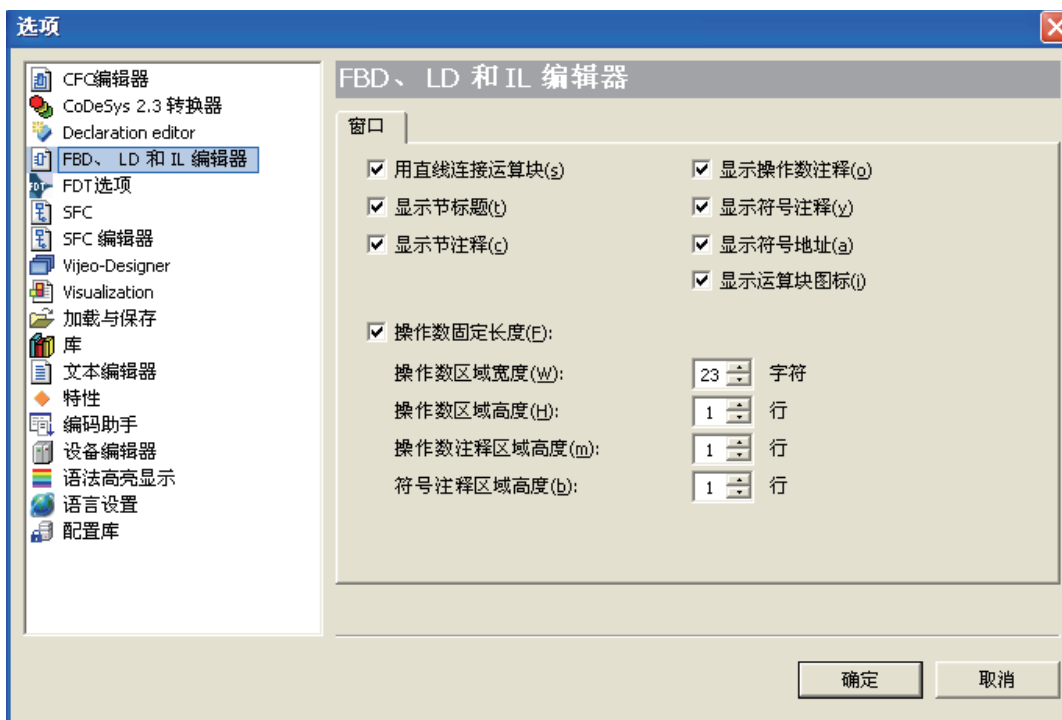 选项
CFC编辑器
CoDeSys 2.3 转换器
Declaration editor
FBD、 LD 和 IL 编辑器
FDT选项
SFC
SFC 编辑器
Vijeo-Designer
Visualization
加载与保存
库
文本编辑器
特性
编码助手
设备编辑器
语法高亮显示
语言设置
配置库
FBD、 LD 和 IL 编辑器
窗口
用直线连接运算块(s)
显示操作数注释(o)
显示节标题(t)
显示符号注释(y)
显示节注释(c)
显示符号地址(a)
显示运算块图标(i)
操作数固定长度(F):
操作数区域宽度(W): 23 字符
操作数区域高度(H): 1 行
操作数注释区域高度(m): 1 行
符号注释区域高度(b): 1 行
确定 取消